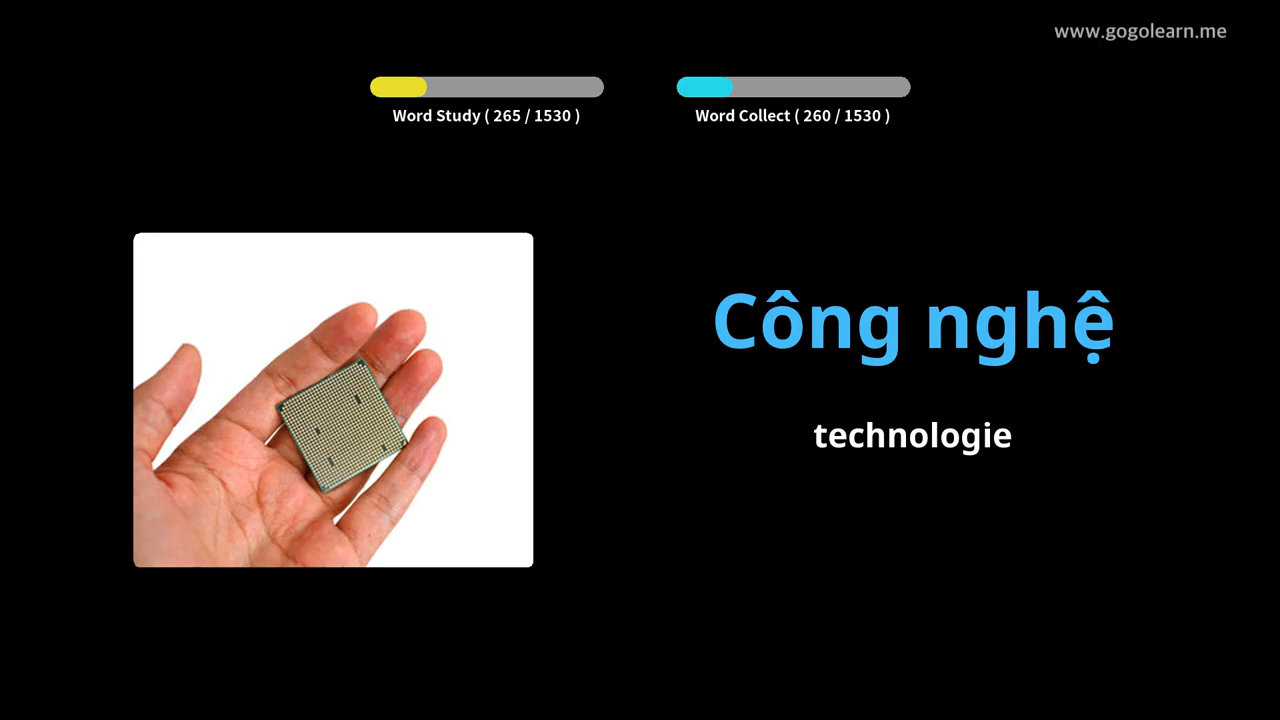 www.gogolearn.me
Word Study ( 265 / 1530 )
Word Collect ( 260 / 1530 )
Công nghệ
technologie